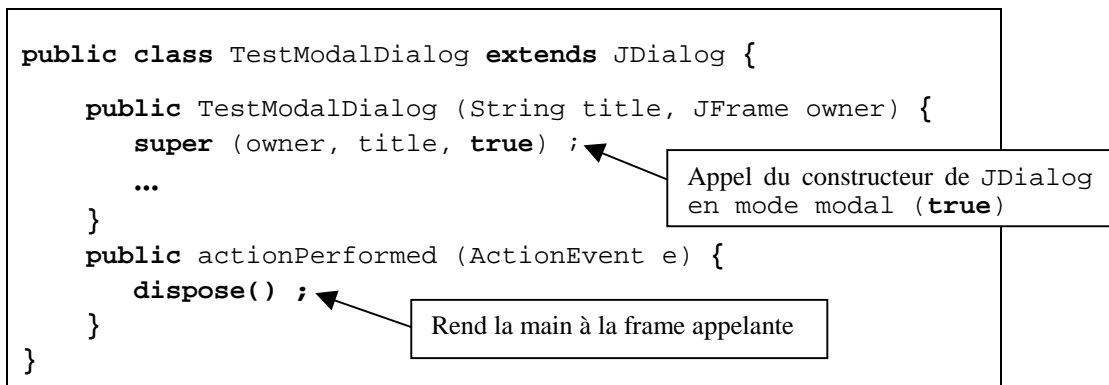 public class TestModalDialog extends JDialog {
public TestModalDialog (String title, JFrame owner) {
super (owner, title, true) ;
Appel du constructeur de JDialog
en mode modal (true)
...
}
public actionPerformed (ActionEvent e) {
dispose() ;
Rend la main à la frame appelante
}
}